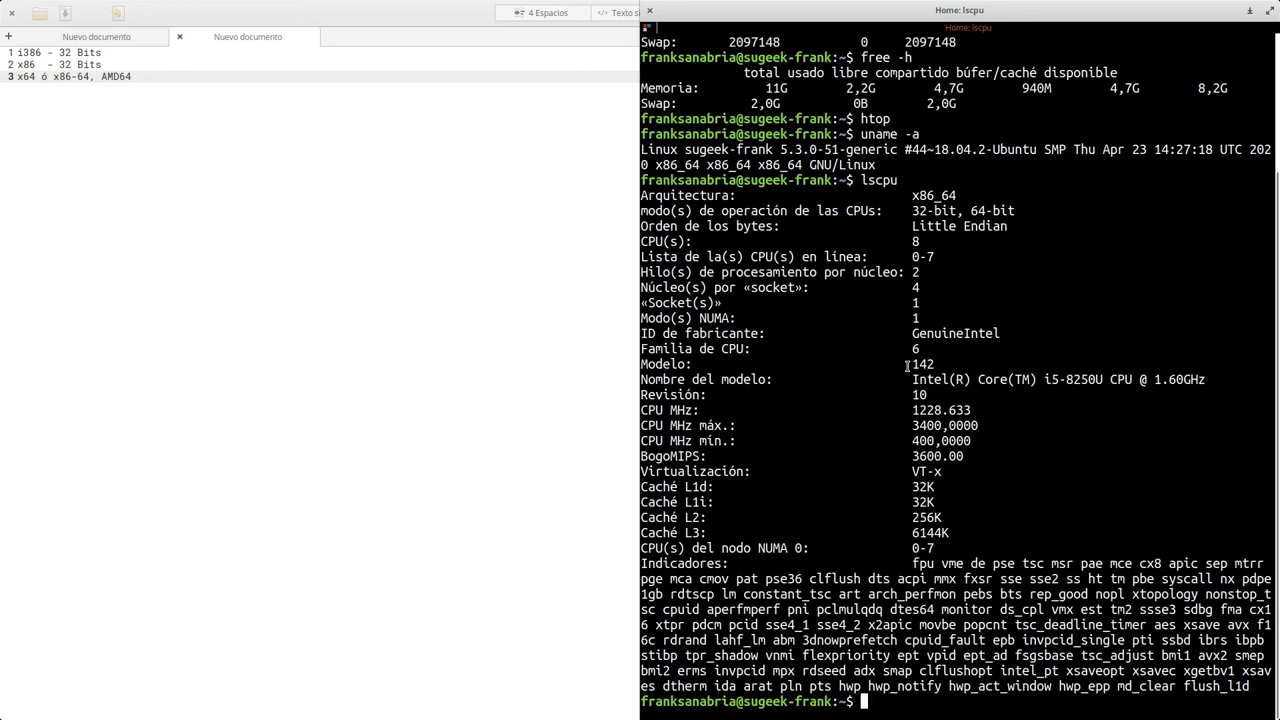 4 Espacios
Texto si
Nuevo documento
Nuevo documento
1 i386 - 32 Bits
2 x86 - 32 Bits
3 x64 ó x86-64, AMD64
Home: lscpu
Home: lscpu
Swap: 2097148 0 2097148
franksanabria@sugeek-frank:~$ free -h
total usado libre compartido búfer/caché disponible
Memoria: 11G 2,2G 4,7G 940M 4,7G 8,2G
Swap: 2,0G 0B 2,0G
franksanabria@sugeek-frank:~$ htop
franksanabria@sugeek-frank:~$ uname -a
Linux sugeek-frank 5.3.0-51-generic #44~18.04.2-Ubuntu SMP Thu Apr 23 14:27:18 UTC 202
0 x86_64 x86_64 x86_64 GNU/Linux
franksanabria@sugeek-frank:~$ lscpu
Arquitectura: x86_64
modo(s) de operación de las CPUs: 32-bit, 64-bit
Orden de los bytes: Little Endian
CPU(s): 8
Lista de la(s) CPU(s) en línea: 0-7
Hilo(s) de procesamiento por núcleo: 2
Núcleo(s) por «socket»: 4
«Socket(s)» 1
Modo(s) NUMA: 1
ID de fabricante: GenuineIntel
Familia de CPU: 6
Modelo: 142
Nombre del modelo: Intel(R) Core(TM) i5-8250U CPU @ 1.60GHz
Revisión: 10
CPU MHz: 1228.633
CPU MHz máx.: 3400,0000
CPU MHz mín.: 400,0000
BogoMIPS: 3600.00
Virtualización: VT-x
Caché L1d: 32K
Caché L1i: 32K
Caché L2: 256K
Caché L3: 6144K
CPU(s) del nodo NUMA 0: 0-7
Indicadores: fpu vme de pse tsc msr pae mce cx8 apic sep mtrr
pge mca cmov pat pse36 clflush dts acpi mmx fxsr sse sse2 ss ht tm pbe syscall nx pdpe
1gb rdtscp lm constant_tsc art arch_perfmon pebs bts rep_good nopl xtopology nonstop_t
sc cpuid aperfmperf pni pclmulqdq dtes64 monitor ds_cpl vmx est tm2 ssse3 sdbg fma cx1
6 xtpr pdcm pcid sse4_1 sse4_2 x2apic movbe popcnt tsc_deadline_timer aes xsave avx f1
6c rdrand lahf_lm abm 3dnowprefetch cpuid_fault epb invpcid_single pti ssbd ibrs ibpb
stibp tpr_shadow vnmi flexpriority ept vpid ept_ad fsgsbase tsc_adjust bmi1 avx2 smep
bmi2 erms invpcid mpx rdseed adx smap clflushopt intel_pt xsaveopt xsavec xgetbv1 xsav
es dtherm ida arat pln pts hwp hwp_notify hwp_act_window hwp_epp md_clear flush_l1d
franksanabria@sugeek-frank:~$